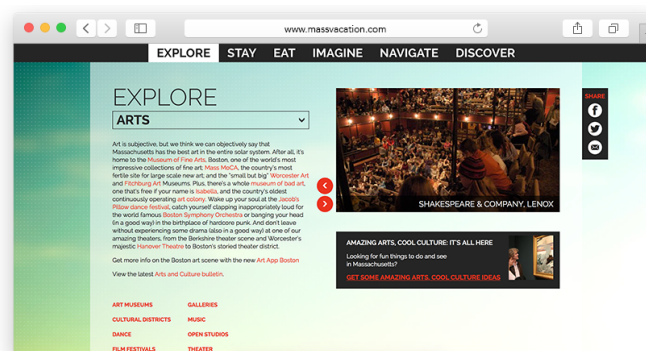 www.massvacation.com
EXPLORE STAY EAT IMAGINE NAVIGATE DISCOVER
EXPLORE
ARTS
Art is subjective, but we think we can objectively say that
Massachusetts has the best art in the entire solar system. After all, it's
home to the Museum of Fine Arts, Boston, one of the world's most
impressive collections of fine art; Mass MoCA, the country's most
fertile site for large scale new art; and the "small but big" Worcester Art
and Fitchburg Art Museums. Plus, there's a whole museum of bad art,
one that's free if your name is Isabella, and the country's oldest
continuously operating art colony. Wake up your soul at the Jacob's
Pillow dance festival, catch yourself clapping inappropriately loud for
the world famous Boston Symphony Orchestra or banging your head
(in a good way) in the birthplace of hardcore punk. And don't leave
without experiencing some drama (also in a good way) at one of our
amazing theaters, from the Berkshire theater scene and Worcester's
majestic Hanover Theatre to Boston's storied theater district.
Get more info on the Boston art scene with the new Art App Boston
View the latest Arts and Culture bulletin.
ART MUSEUMS GALLERIES
CULTURAL DISTRICTS MUSIC
DANCE OPEN STUDIOS
FILM FESTIVALS THEATER
SHAKESPEARE & COMPANY, LENOX
AMAZING ARTS, COOL CULTURE: IT'S ALL HERE
Looking for fun things to do and see
in Massachusetts?
GET SOME AMAZING ARTS, COOL CULTURE IDEAS
SHARE